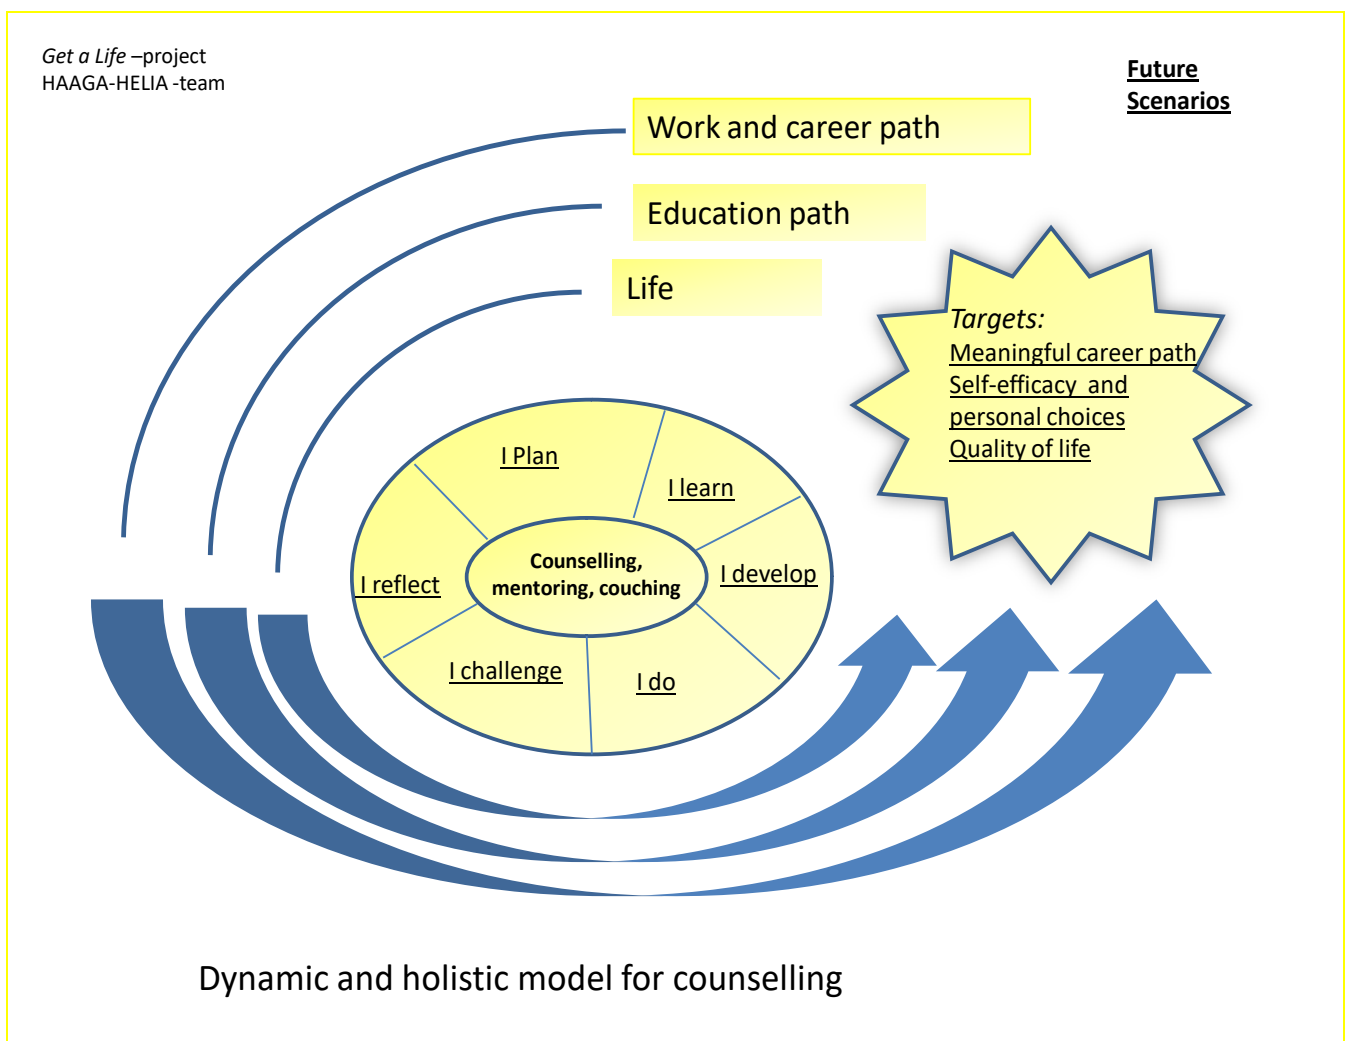 Get a Life –project
HAAGA-HELIA -team
Future
Scenarios
Work and career path
Education path
Life
Targets:
Meaningful career path
Self-efficacy and
personal choices
Quality of life
I Plan
I learn
I develop
I do
I challenge
I reflect
Counselling,
mentoring, couching
Dynamic and holistic model for counselling